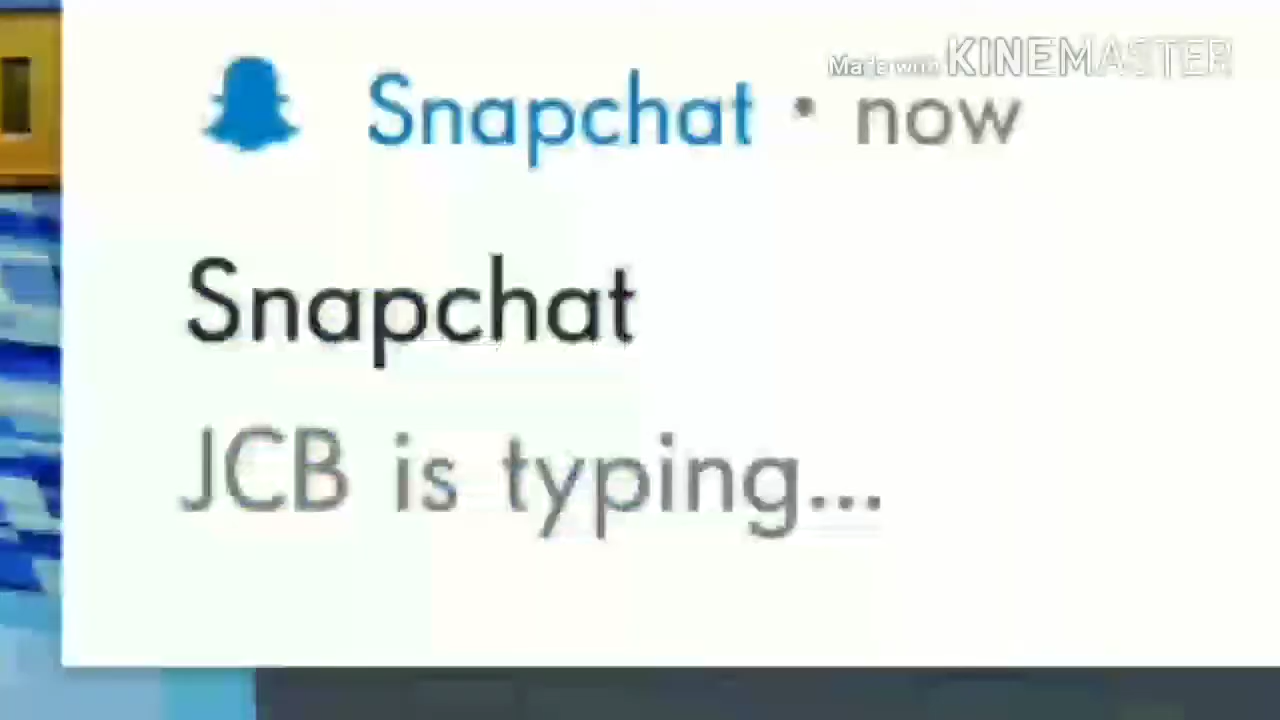 Made with KINEMASTER
Snapchat • now
Snapchat
JCB is typing...